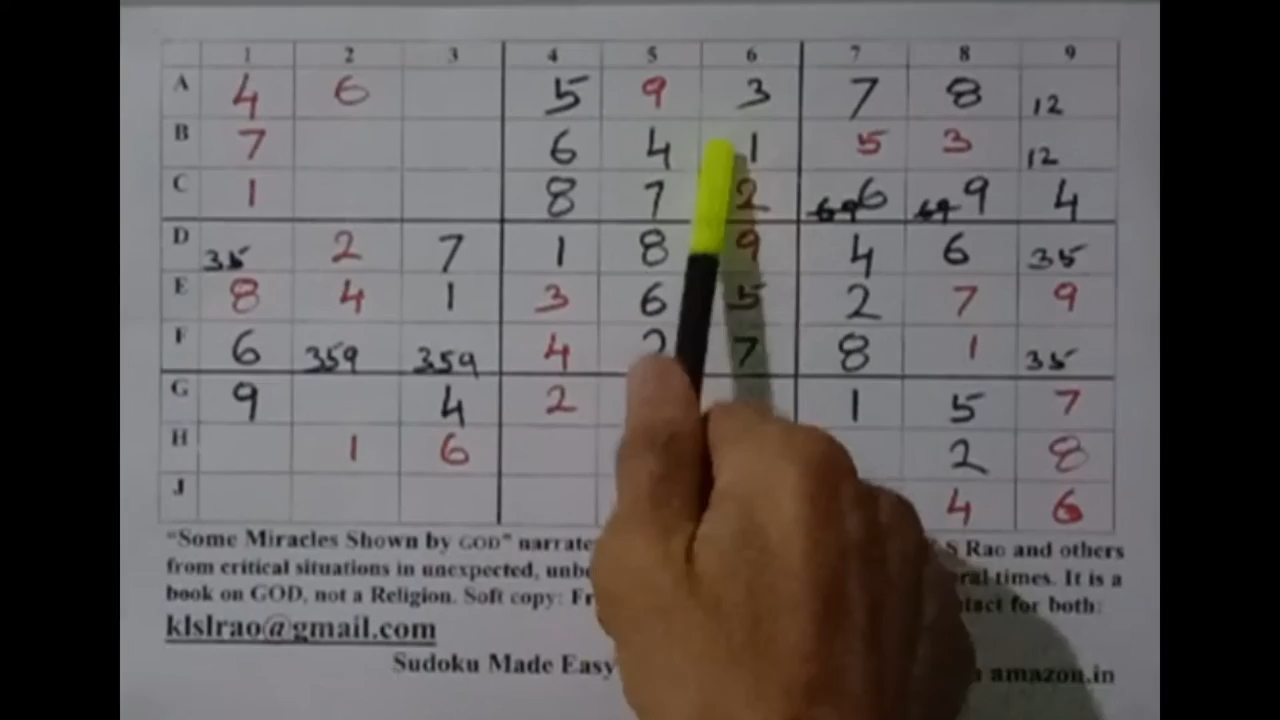 1 2 3 4 5 6 7 8 9
A 4 6 5 9 3 7 8 12
B 7 6 4 1 5 3 12
C 1 8 7 2 69 6 69 9 4
D 35 2 7 1 8 9 4 6 35
E 8 4 1 3 6 5 2 7 9
F 6 359 359 4 2 7 8 1 35
G 9 4 2 1 5 7
H 1 6 2 8
J 4 6
"Some Miracles Shown by GOD" S Rao and others
from critical situations in unexpected, times. It is a
book on GOD, not a Religion. Soft copy: for both:
klslrao@gmail.com
Sudoku Made Easy amazon.in